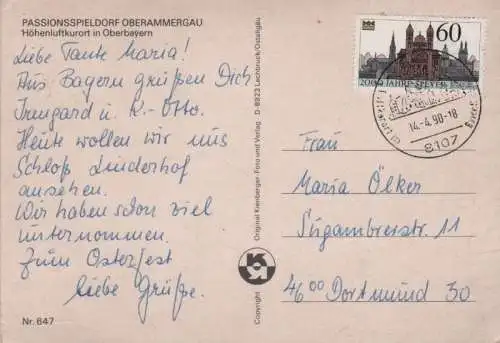 PASSIONSSPIELDORF OBERAMMERGAU
Höhenluftkurort in Oberbayern
Liebe Tante Maria!
Aus Bayern grüßen Dich
Irmgard u. K.-Otto.
Heute wollen wir uns
Schloß Linderhof
ansehen.
Wir haben schon viel
unternommen.
Zum Osterfest
liebe Grüße.
Nr. 647
Original Kienberger-Foto und Verlag · D-8923 Lechbruck/Ostallgäu
Copyright
60
2000 JAHRE SPEYER
14.-4.90-18
8107
Frau
Maria Ölker
Sugambrerstr. 11
4600 Dortmund 30